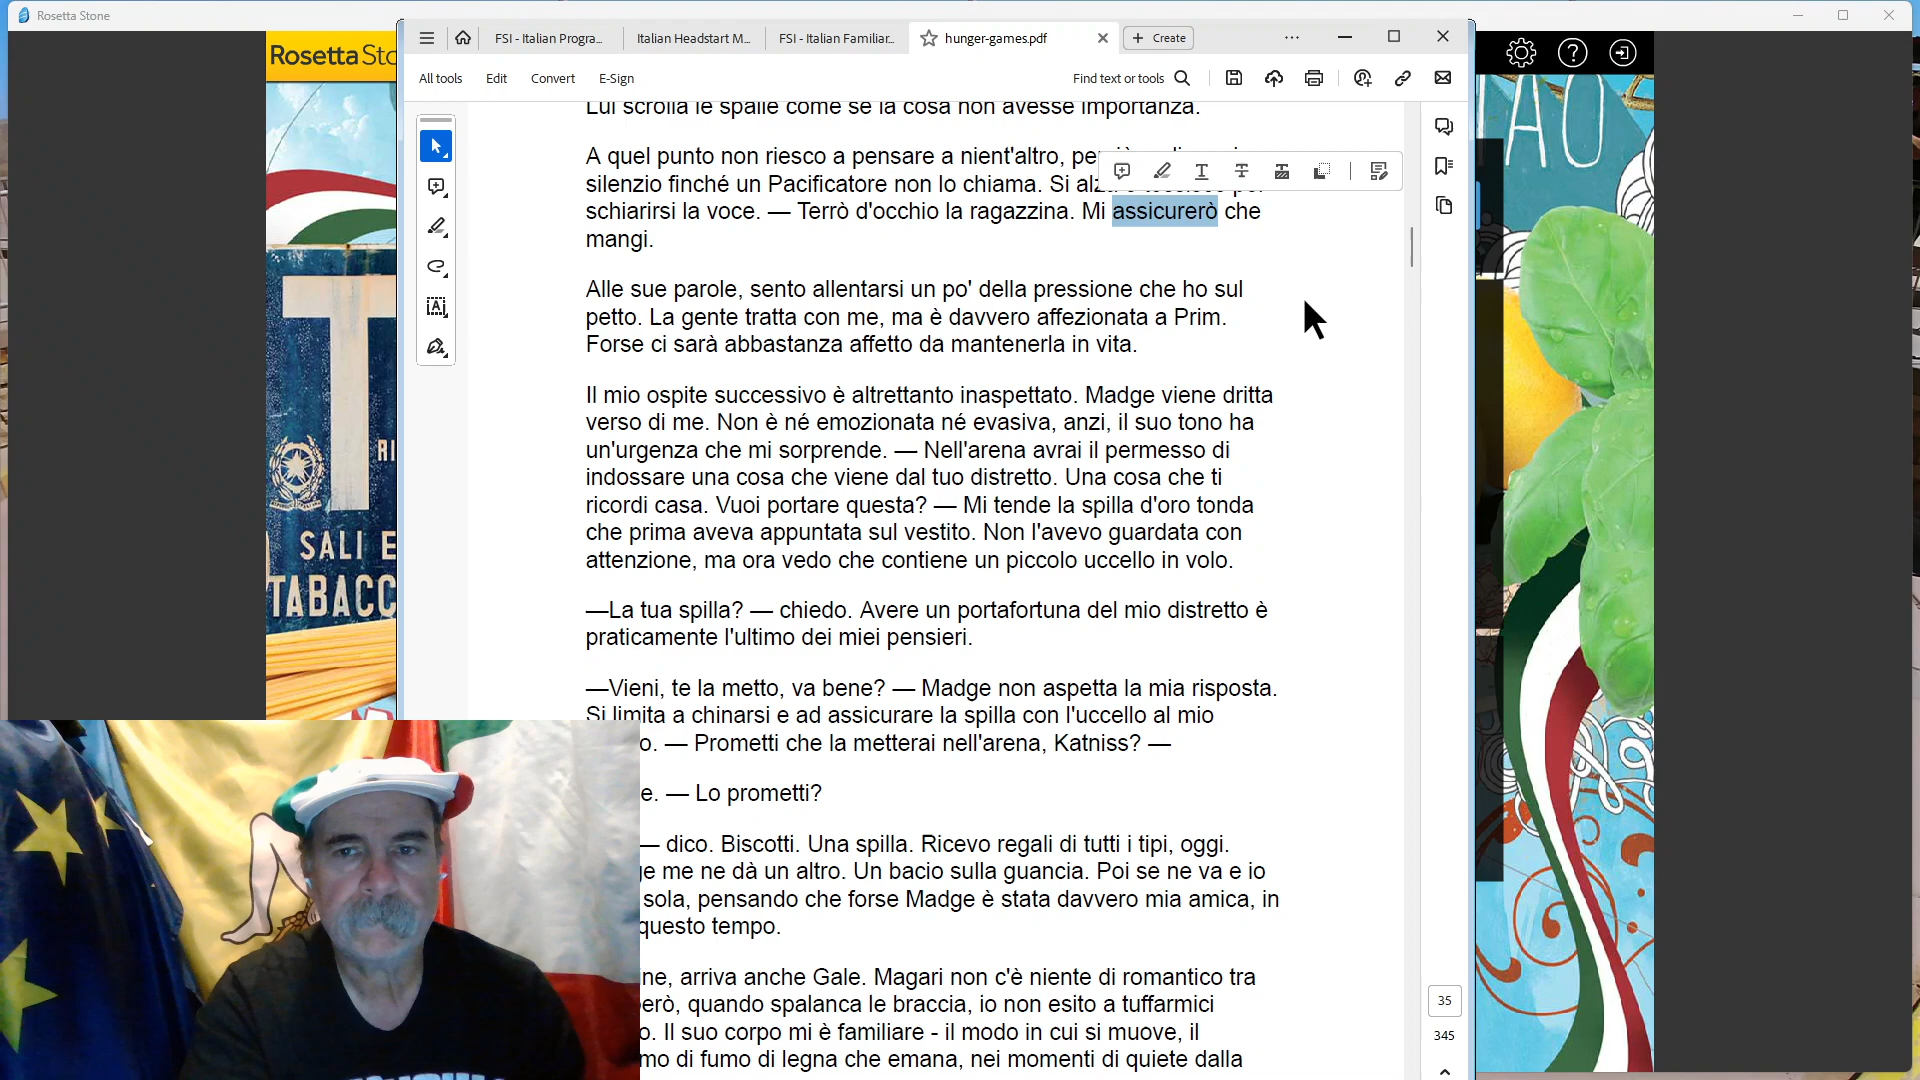 Rosetta Stone
FSI - Italian Progra...
Italian Headstart M...
FSI - Italian Familiar...
hunger-games.pdf
Create
All tools
Edit
Convert
E-Sign
Find text or tools
Lui scrolla le spalle come se la cosa non avesse importanza.
A quel punto non riesco a pensare a nient'altro,
silenzio finché un Pacificatore non lo chiama. Si
schiarirsi la voce. — Terrò d'occhio la ragazzina. Mi assicurerò che
mangi.
Alle sue parole, sento allentarsi un po' della pressione che ho sul
petto. La gente tratta con me, ma è davvero affezionata a Prim.
Forse ci sarà abbastanza affetto da mantenerla in vita.
Il mio ospite successivo è altrettanto inaspettato. Madge viene dritta
verso di me. Non è né emozionata né evasiva, anzi, il suo tono ha
un'urgenza che mi sorprende. — Nell'arena avrai il permesso di
indossare una cosa che viene dal tuo distretto. Una cosa che ti
ricordi casa. Vuoi portare questa? — Mi tende la spilla d'oro tonda
che prima aveva appuntata sul vestito. Non l'avevo guardata con
attenzione, ma ora vedo che contiene un piccolo uccello in volo.
—La tua spilla? — chiedo. Avere un portafortuna del mio distretto è
praticamente l'ultimo dei miei pensieri.
—Vieni, te la metto, va bene? — Madge non aspetta la mia risposta.
Si limita a chinarsi e ad assicurare la spilla con l'uccello al mio
o. — Prometti che la metterai nell'arena, Katniss? —
e. — Lo prometti?
— dico. Biscotti. Una spilla. Ricevo regali di tutti i tipi, oggi.
me ne dà un altro. Un bacio sulla guancia. Poi se ne va e io
sola, pensando che forse Madge è stata davvero mia amica, in
questo tempo.
ine, arriva anche Gale. Magari non c'è niente di romantico tra
erò, quando spalanca le braccia, io non esito a tuffarmici
o. Il suo corpo mi è familiare - il modo in cui si muove, il
mo di fumo di legna che emana, nei momenti di quiete dalla
35
345
Rosetta Sto
T
RI
SALI E
TABACC